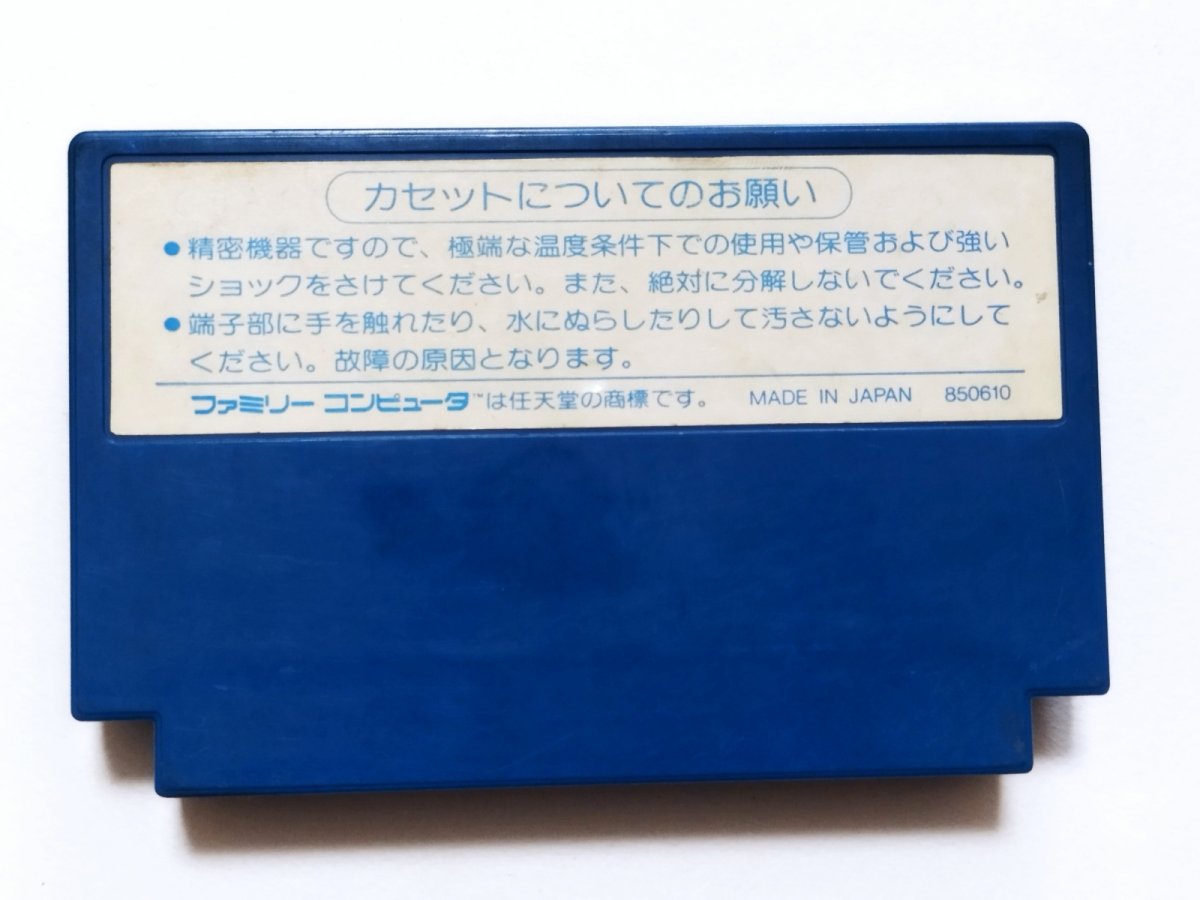 カセットについてのお願い
●精密機器ですので、極端な温度条件下での使用や保管および強い
ショックをさけてください。また、絶対に分解しないでください。
●端子部に手を触れたり、水にぬらしたりして汚さないようにして
ください。故障の原因となります。
ファミリー コンピュータ™は任天堂の商標です。 MADE IN JAPAN 850610